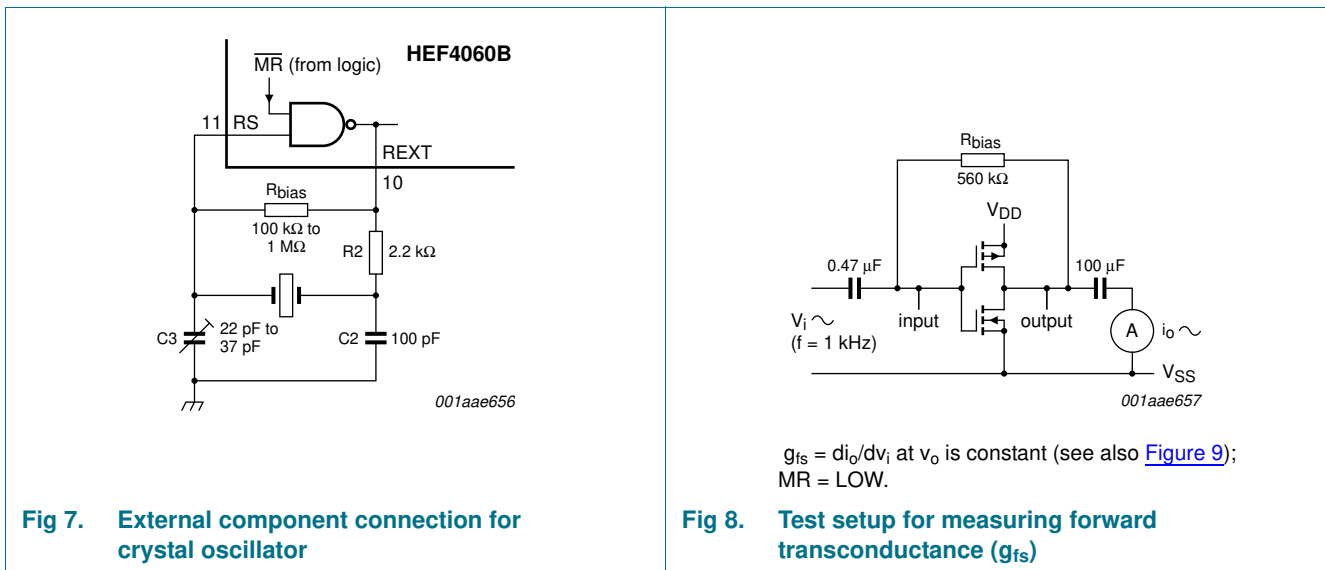 HEF4060B
MR (from logic)
11 RS
REXT
10
Rbias
100 kΩ to
1 MΩ
R2 2.2 kΩ
C3 22 pF to
37 pF
C2 100 pF
001aae656
Fig 7. External component connection for
crystal oscillator
Rbias
560 kΩ
VDD
0.47 μF
100 μF
input
output
Vi
(f = 1 kHz)
A
io
VSS
001aae657
gfs = dio/dvi at vo is constant (see also Figure 9);
MR = LOW.
Fig 8. Test setup for measuring forward
transconductance (gfs)